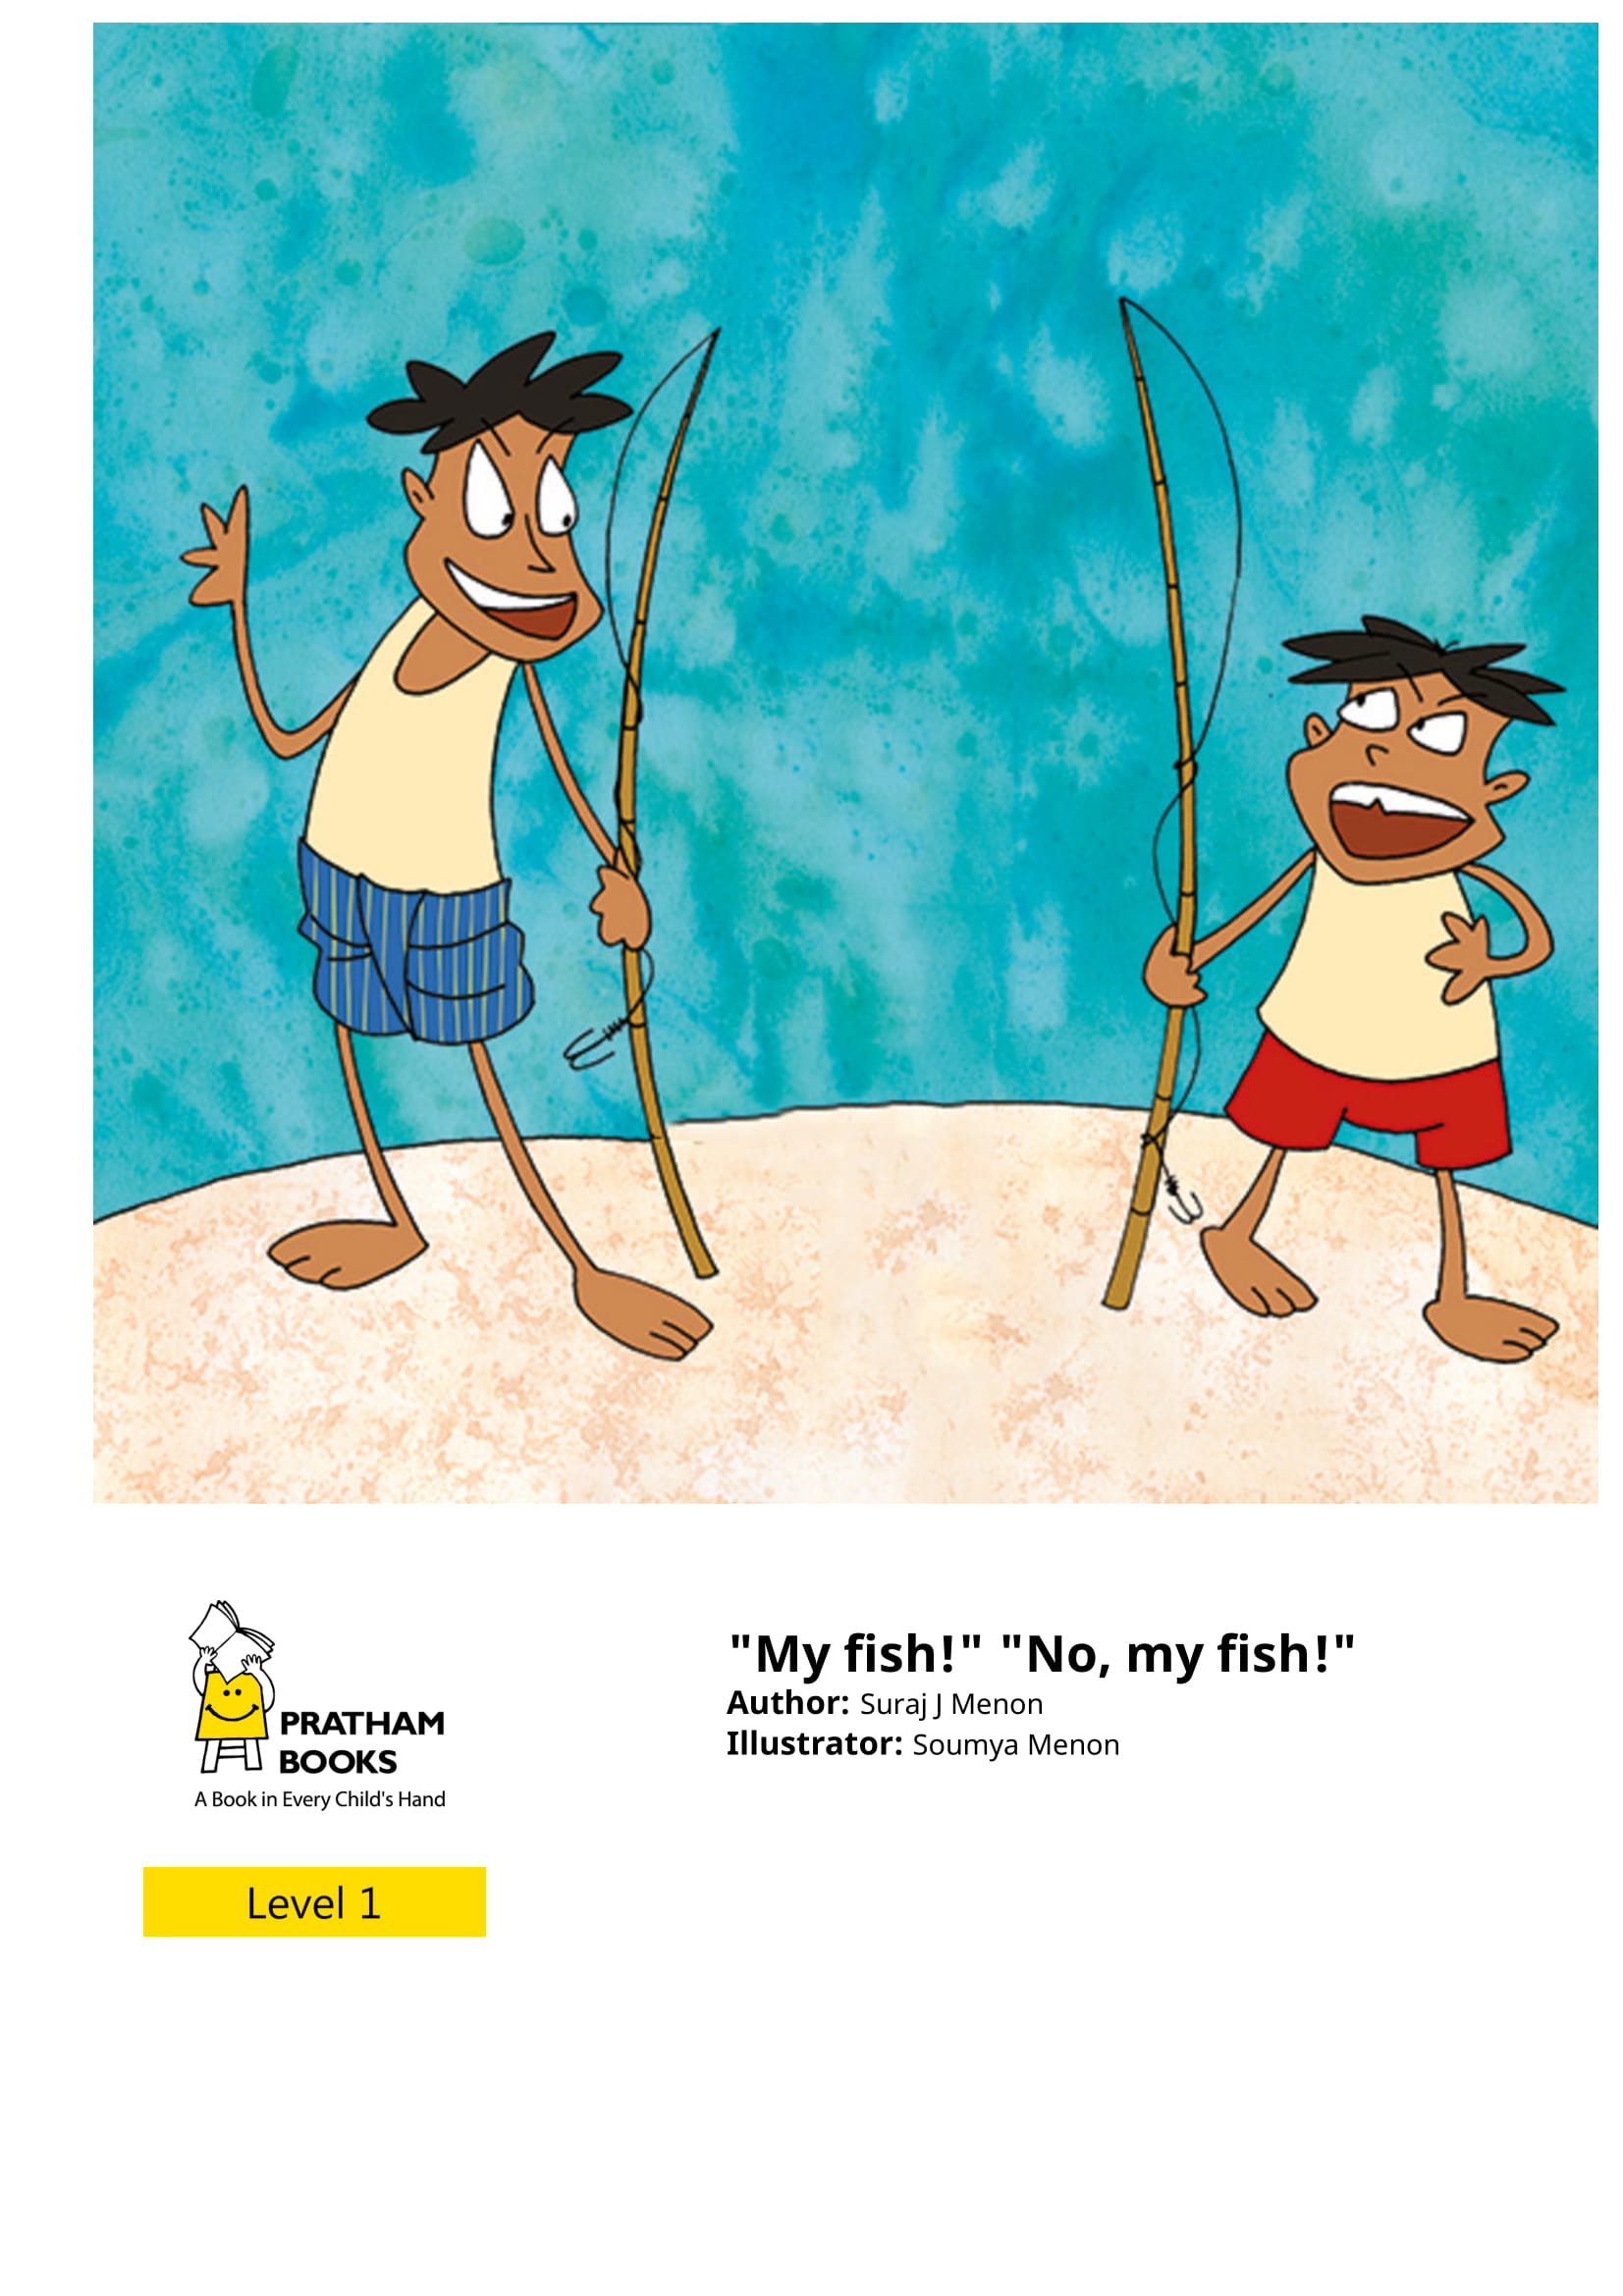 "My fish!" "No, my fish!"
Author: Suraj J Menon
Illustrator: Soumya Menon
PRATHAM
BOOKS
A Book in Every Child's Hand
Level 1